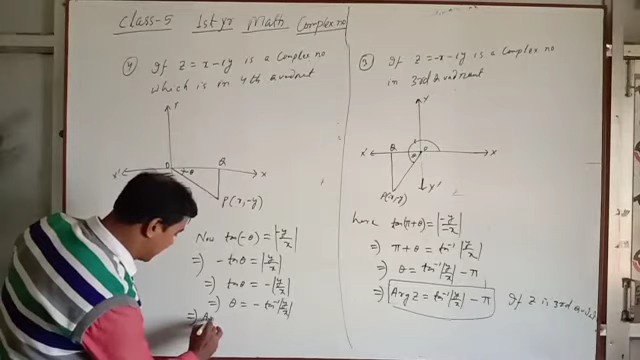 Class-5 1st yr Math Complex no
(4) If Z = x-iy is a complex no
which is in 4th quadrant
Y
X'
O
-θ
Q
X
P(x,-y)
Now tan(-θ) = |-y/x|
⇒ -tanθ = |y/x|
⇒ tanθ = -|y/x|
⇒ θ = -tan⁻¹|y/x|
⇒ A
(3) If Z = -x-iy is a complex no
in 3rd quadrant
Y
X'
Q
O
X
θ
Y'
here tan(π+θ) = |-y/-x|
⇒ π+θ = tan⁻¹|y/x|
⇒ θ = tan⁻¹|y/x| - π
⇒ Arg Z = tan⁻¹|y/x| - π If Z is 3rd